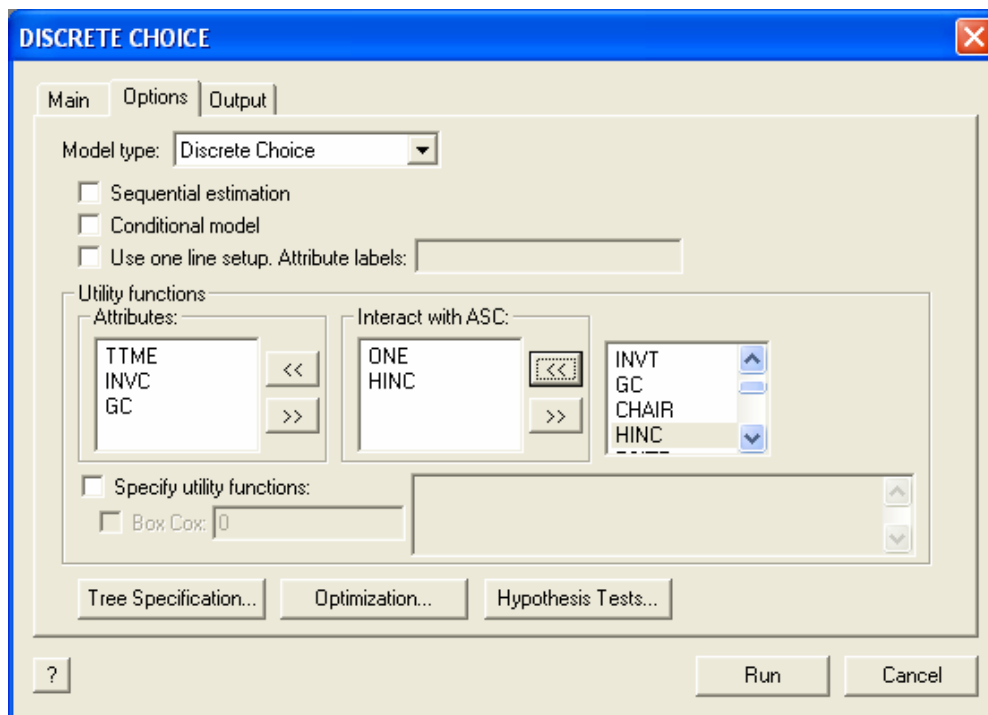 DISCRETE CHOICE
Main Options Output
Model type: Discrete Choice
Sequential estimation
Conditional model
Use one line setup. Attribute labels:
Utility functions
Attributes:
TTME
INVC
GC
<<
>>
Interact with ASC:
ONE
HINC
<<
>>
INVT
GC
CHAIR
HINC
Specify utility functions:
Box Cox: 0
Tree Specification... Optimization... Hypothesis Tests...
? Run Cancel